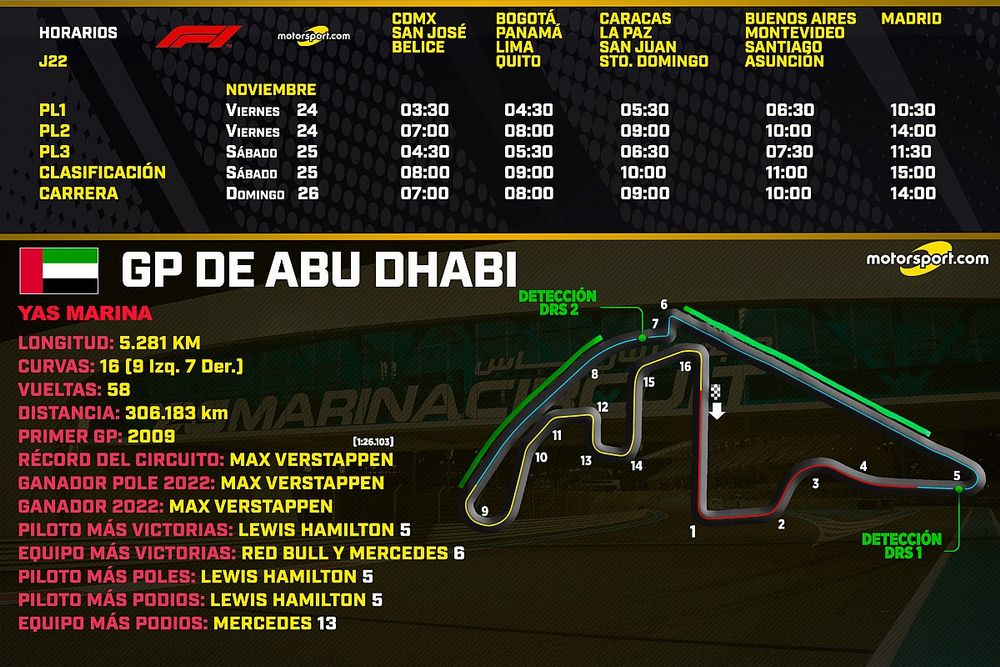 HORARIOS
J22
F1
motorsport.com
CDMX
SAN JOSÉ
BELICE
BOGOTÁ
PANAMÁ
LIMA
QUITO
CARACAS
LA PAZ
SAN JUAN
STO. DOMINGO
BUENOS AIRES
MONTEVIDEO
SANTIAGO
ASUNCIÓN
MADRID
NOVIEMBRE
PL1 VIERNES 24 03:30 04:30 05:30 06:30 10:30
PL2 VIERNES 24 07:00 08:00 09:00 10:00 14:00
PL3 SÁBADO 25 04:30 05:30 06:30 07:30 11:30
CLASIFICACIÓN SÁBADO 25 08:00 09:00 10:00 11:00 15:00
CARRERA DOMINGO 26 07:00 08:00 09:00 10:00 14:00
GP DE ABU DHABI
motorsport.com
YAS MARINA
LONGITUD: 5.281 KM
CURVAS: 16 (9 Izq. 7 Der.)
VUELTAS: 58
DISTANCIA: 306.183 km
PRIMER GP: 2009
(1:26.103)
RÉCORD DEL CIRCUITO: MAX VERSTAPPEN
GANADOR POLE 2022: MAX VERSTAPPEN
GANADOR 2022: MAX VERSTAPPEN
PILOTO MÁS VICTORIAS: LEWIS HAMILTON 5
EQUIPO MÁS VICTORIAS: RED BULL Y MERCEDES 6
PILOTO MÁS POLES: LEWIS HAMILTON 5
PILOTO MÁS PODIOS: LEWIS HAMILTON 5
EQUIPO MÁS PODIOS: MERCEDES 13
DETECCIÓN
DRS 2
6
7
8
16
15
12
11
10
13
14
9
1
2
3
4
5
DETECCIÓN
DRS 1
YAS MARINA CIRCUIT